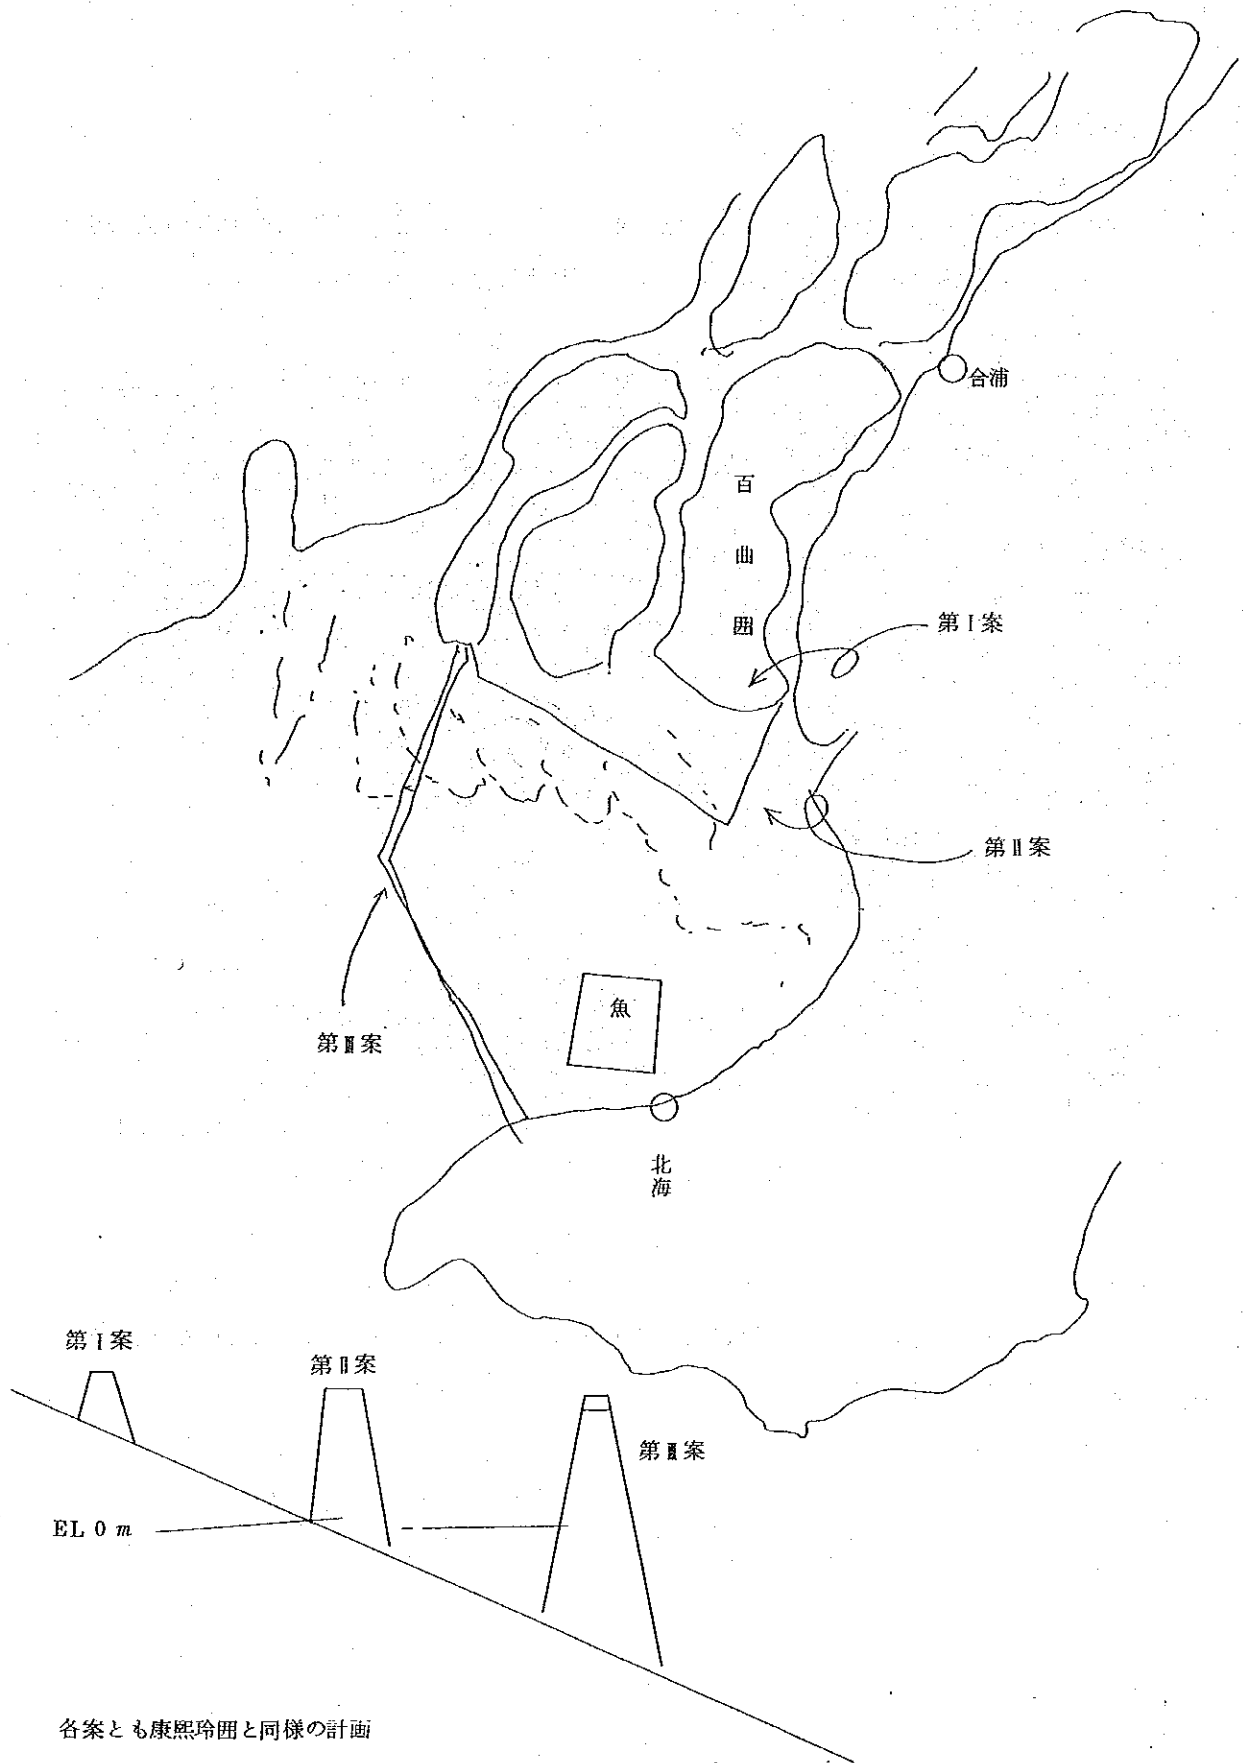 合浦
百
曲
囲
第Ⅰ案
第Ⅱ案
魚
第Ⅲ案
北
海
第Ⅰ案
第Ⅱ案
第Ⅲ案
EL 0 m
各案とも康熙玲囲と同様の計画